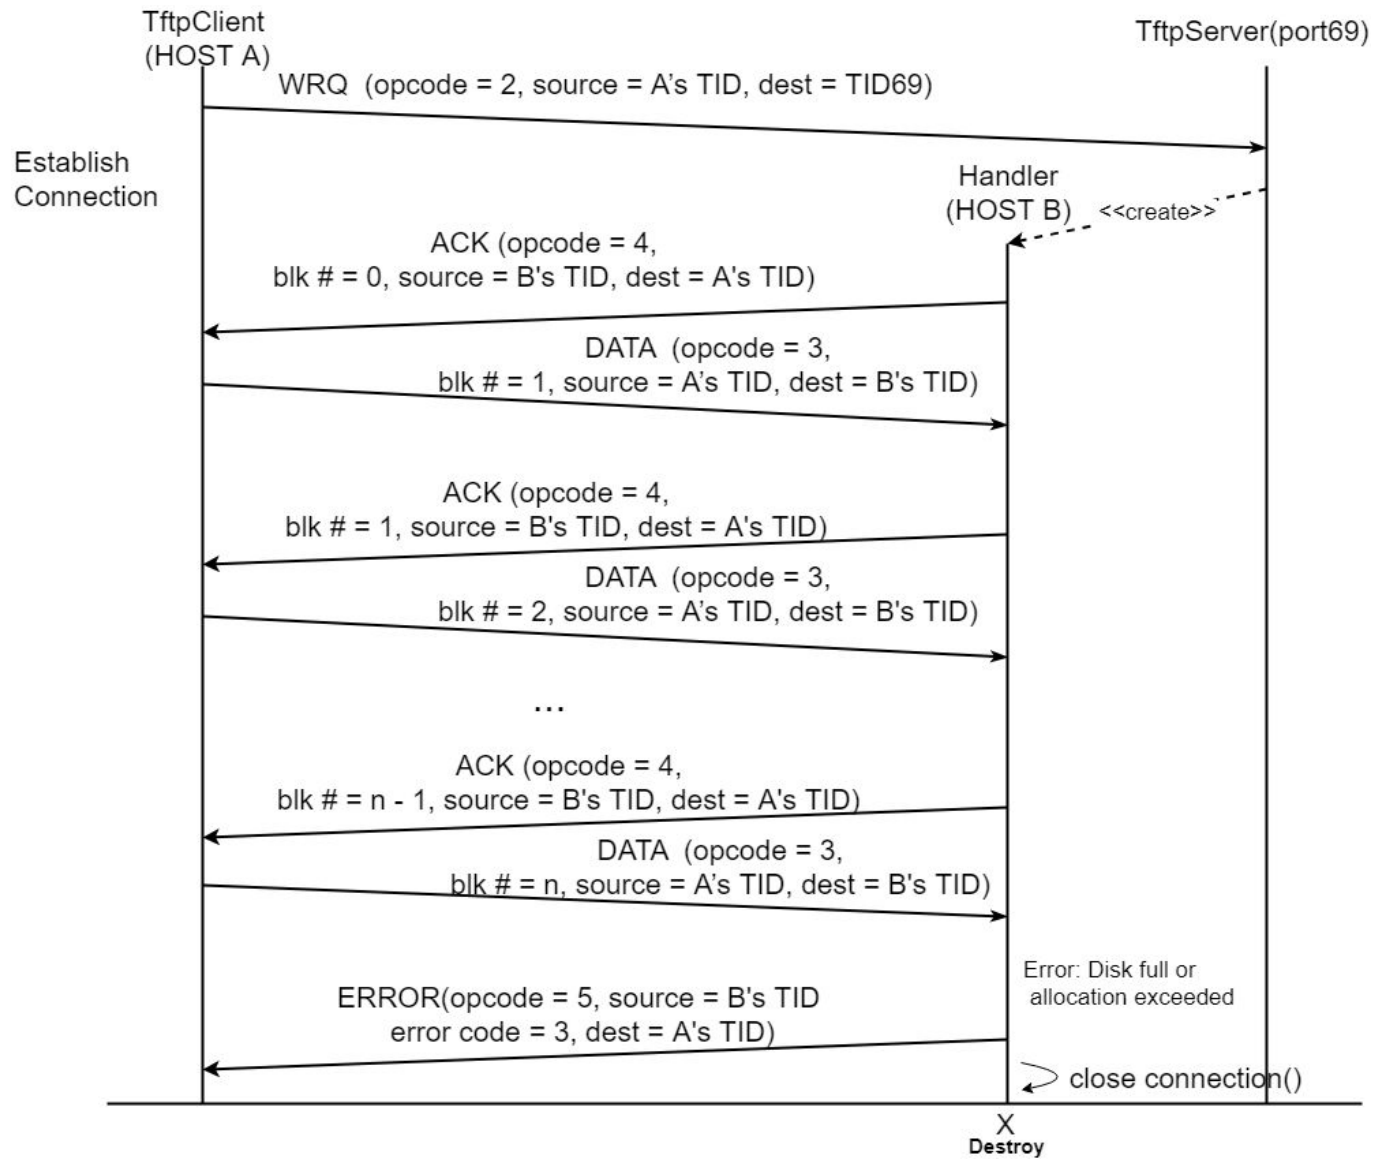 TftpClient
(HOST A)
TftpServer(port69)
WRQ (opcode = 2, source = A’s TID, dest = TID69)
Establish
Connection
Handler
(HOST B)
<<create>>
ACK (opcode = 4,
blk # = 0, source = B's TID, dest = A's TID)
DATA (opcode = 3,
blk # = 1, source = A’s TID, dest = B's TID)
ACK (opcode = 4,
blk # = 1, source = B's TID, dest = A's TID)
DATA (opcode = 3,
blk # = 2, source = A’s TID, dest = B's TID)
...
ACK (opcode = 4,
blk # = n - 1, source = B's TID, dest = A's TID)
DATA (opcode = 3,
blk # = n, source = A’s TID, dest = B's TID)
Error: Disk full or
allocation exceeded
ERROR(opcode = 5, source = B's TID
error code = 3, dest = A's TID)
close connection()
X
Destroy